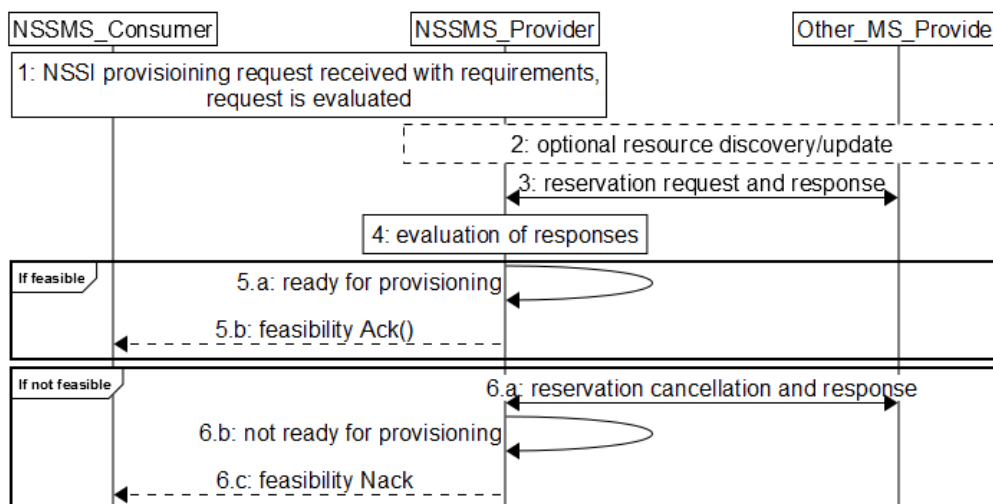 NSSMS_Consumer
NSSMS_Provider
Other_MS_Provide
1: NSSI provisioining request received with requirements,
request is evaluated
2: optional resource discovery/update
3: reservation request and response
4: evaluation of responses
If feasible
5.a: ready for provisioning
5.b: feasibility Ack()
If not feasible
6.a: reservation cancellation and response
6.b: not ready for provisioning
6.c: feasibility Nack